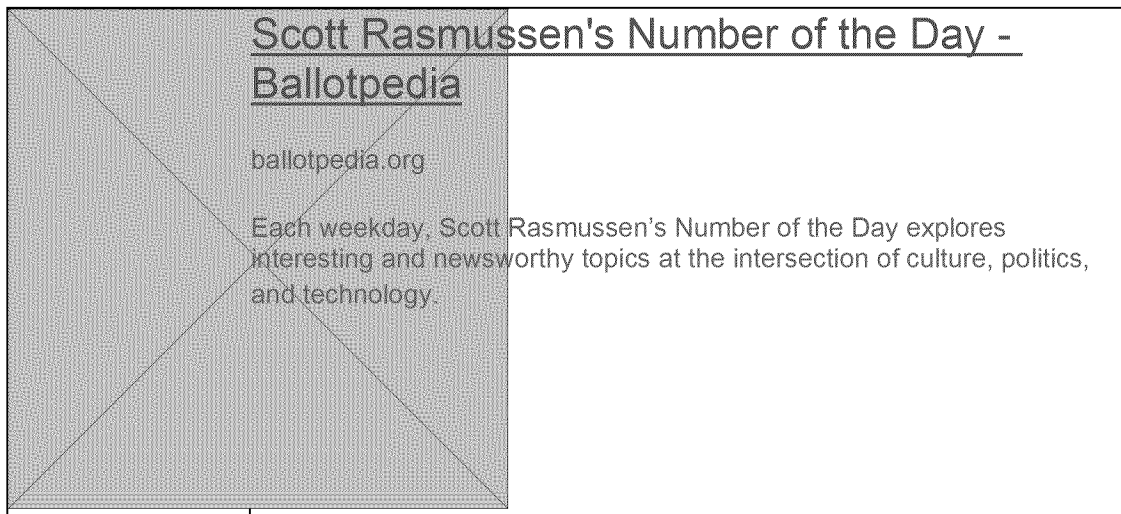 Scott Rasmussen's Number of the Day -
Ballotpedia
ballotpedia.org
Each weekday, Scott Rasmussen’s Number of the Day explores
interesting and newsworthy topics at the intersection of culture, politics,
and technology.